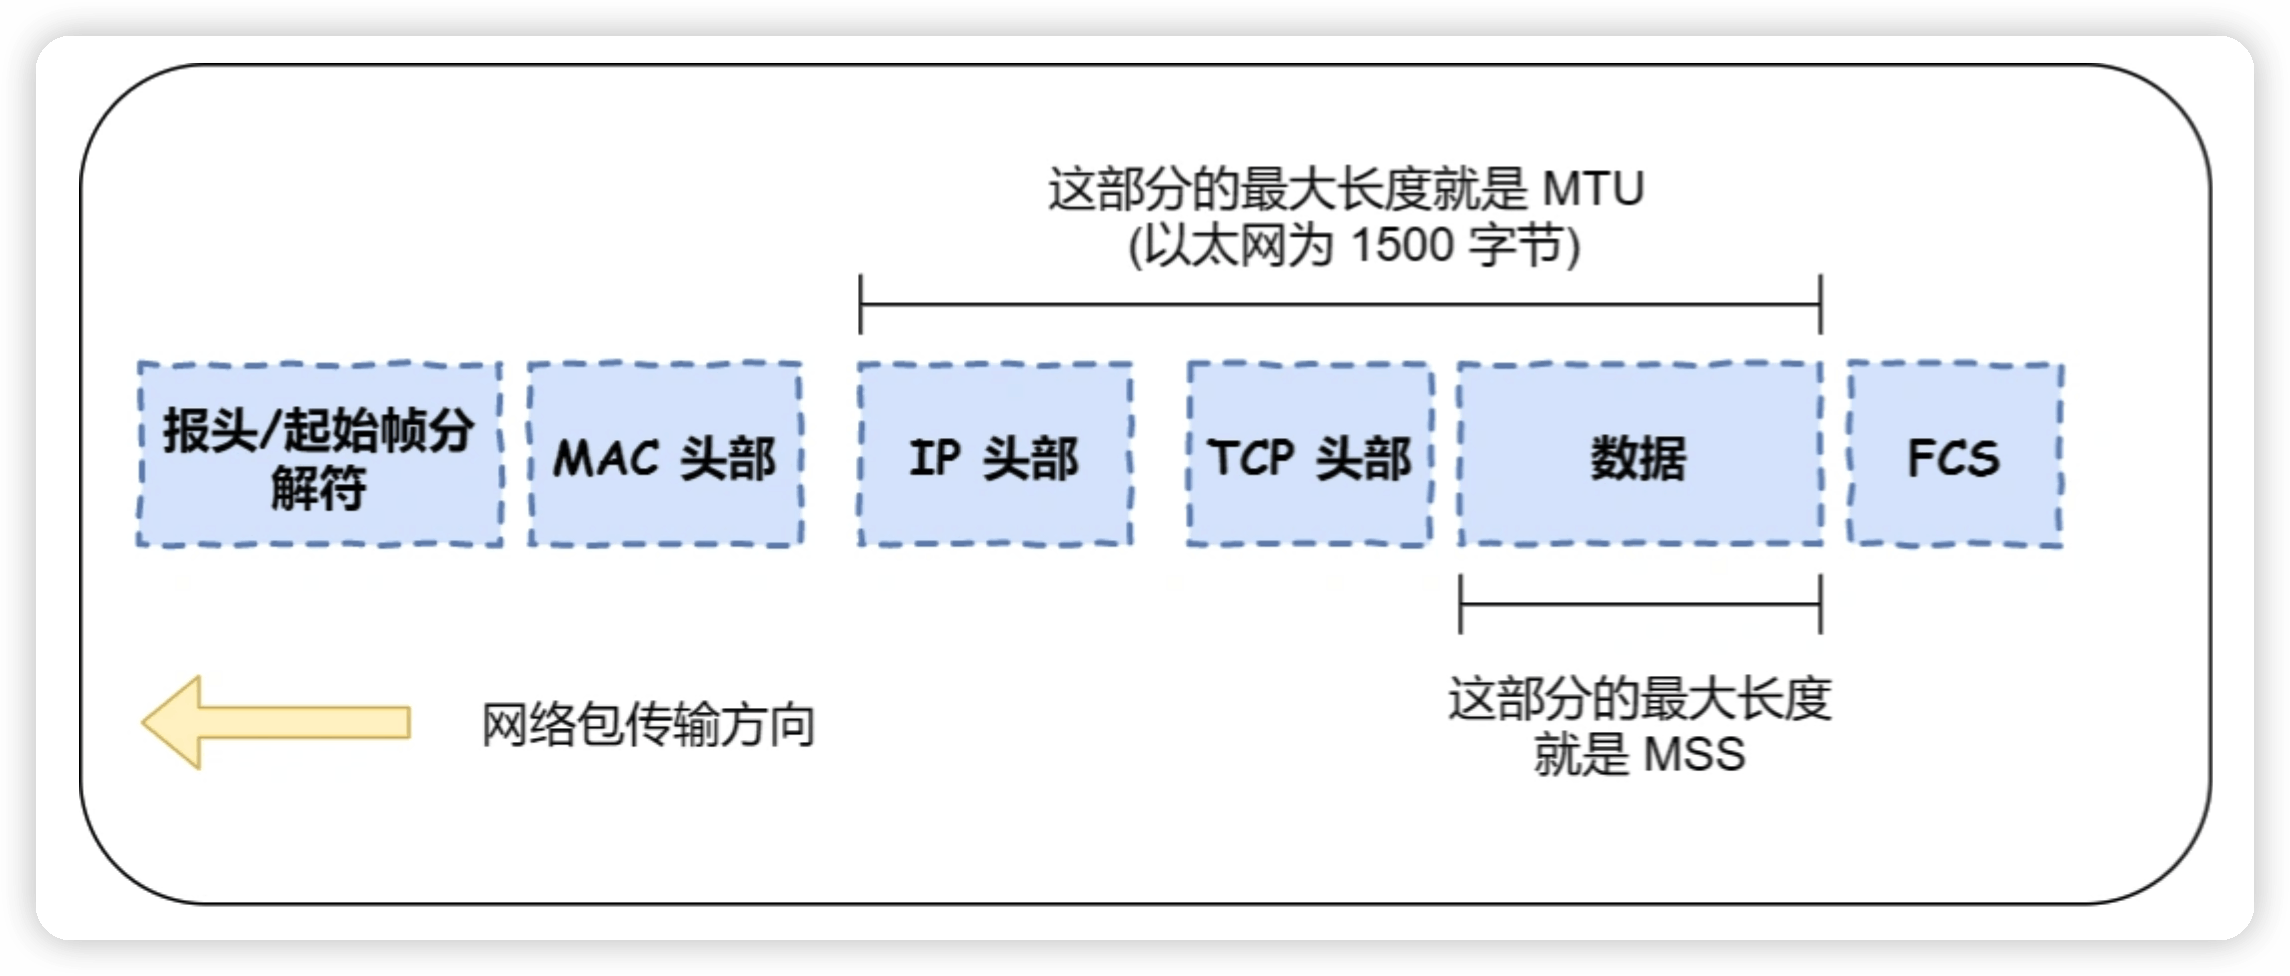 这部分的最大长度就是 MTU
(以太网为 1500 字节)
报头/起始帧分
解符
MAC 头部
IP 头部
TCP 头部
数据
FCS
网络包传输方向
这部分的最大长度
就是 MSS